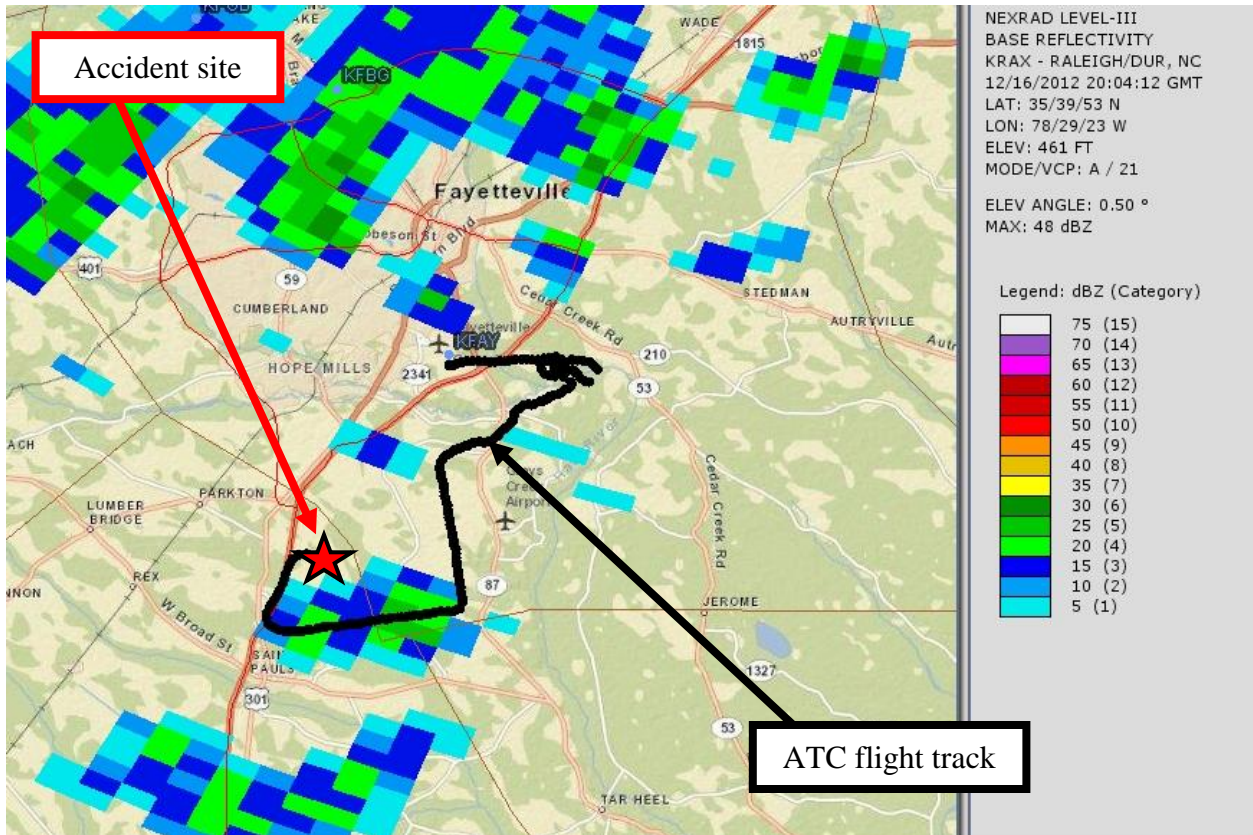 WADE
1815
KFBG
Accident site
Fayetteville
401
59
CUMBERLAND
Cedar Creek Rd
STEDMAN
AUTRYVILLE
KFAY
HOPE MILLS
2341
210
53
PARKTON
LUMBER
BRIDGE
Airport
Cedar Creek Rd
REX
87
JEROME
W Broad St
PAULS
301
1327
53
ATC flight track
TAR HEEL
NEXRAD LEVEL-III
BASE REFLECTIVITY
KRAX - RALEIGH/DUR, NC
12/16/2012 20:04:12 GMT
LAT: 35/39/53 N
LON: 78/29/23 W
ELEV: 461 FT
MODE/VCP: A / 21
ELEV ANGLE: 0.50 °
MAX: 48 dBZ
Legend: dBZ (Category)
75 (15)
70 (14)
65 (13)
60 (12)
55 (11)
50 (10)
45 (9)
40 (8)
35 (7)
30 (6)
25 (5)
20 (4)
15 (3)
10 (2)
5 (1)